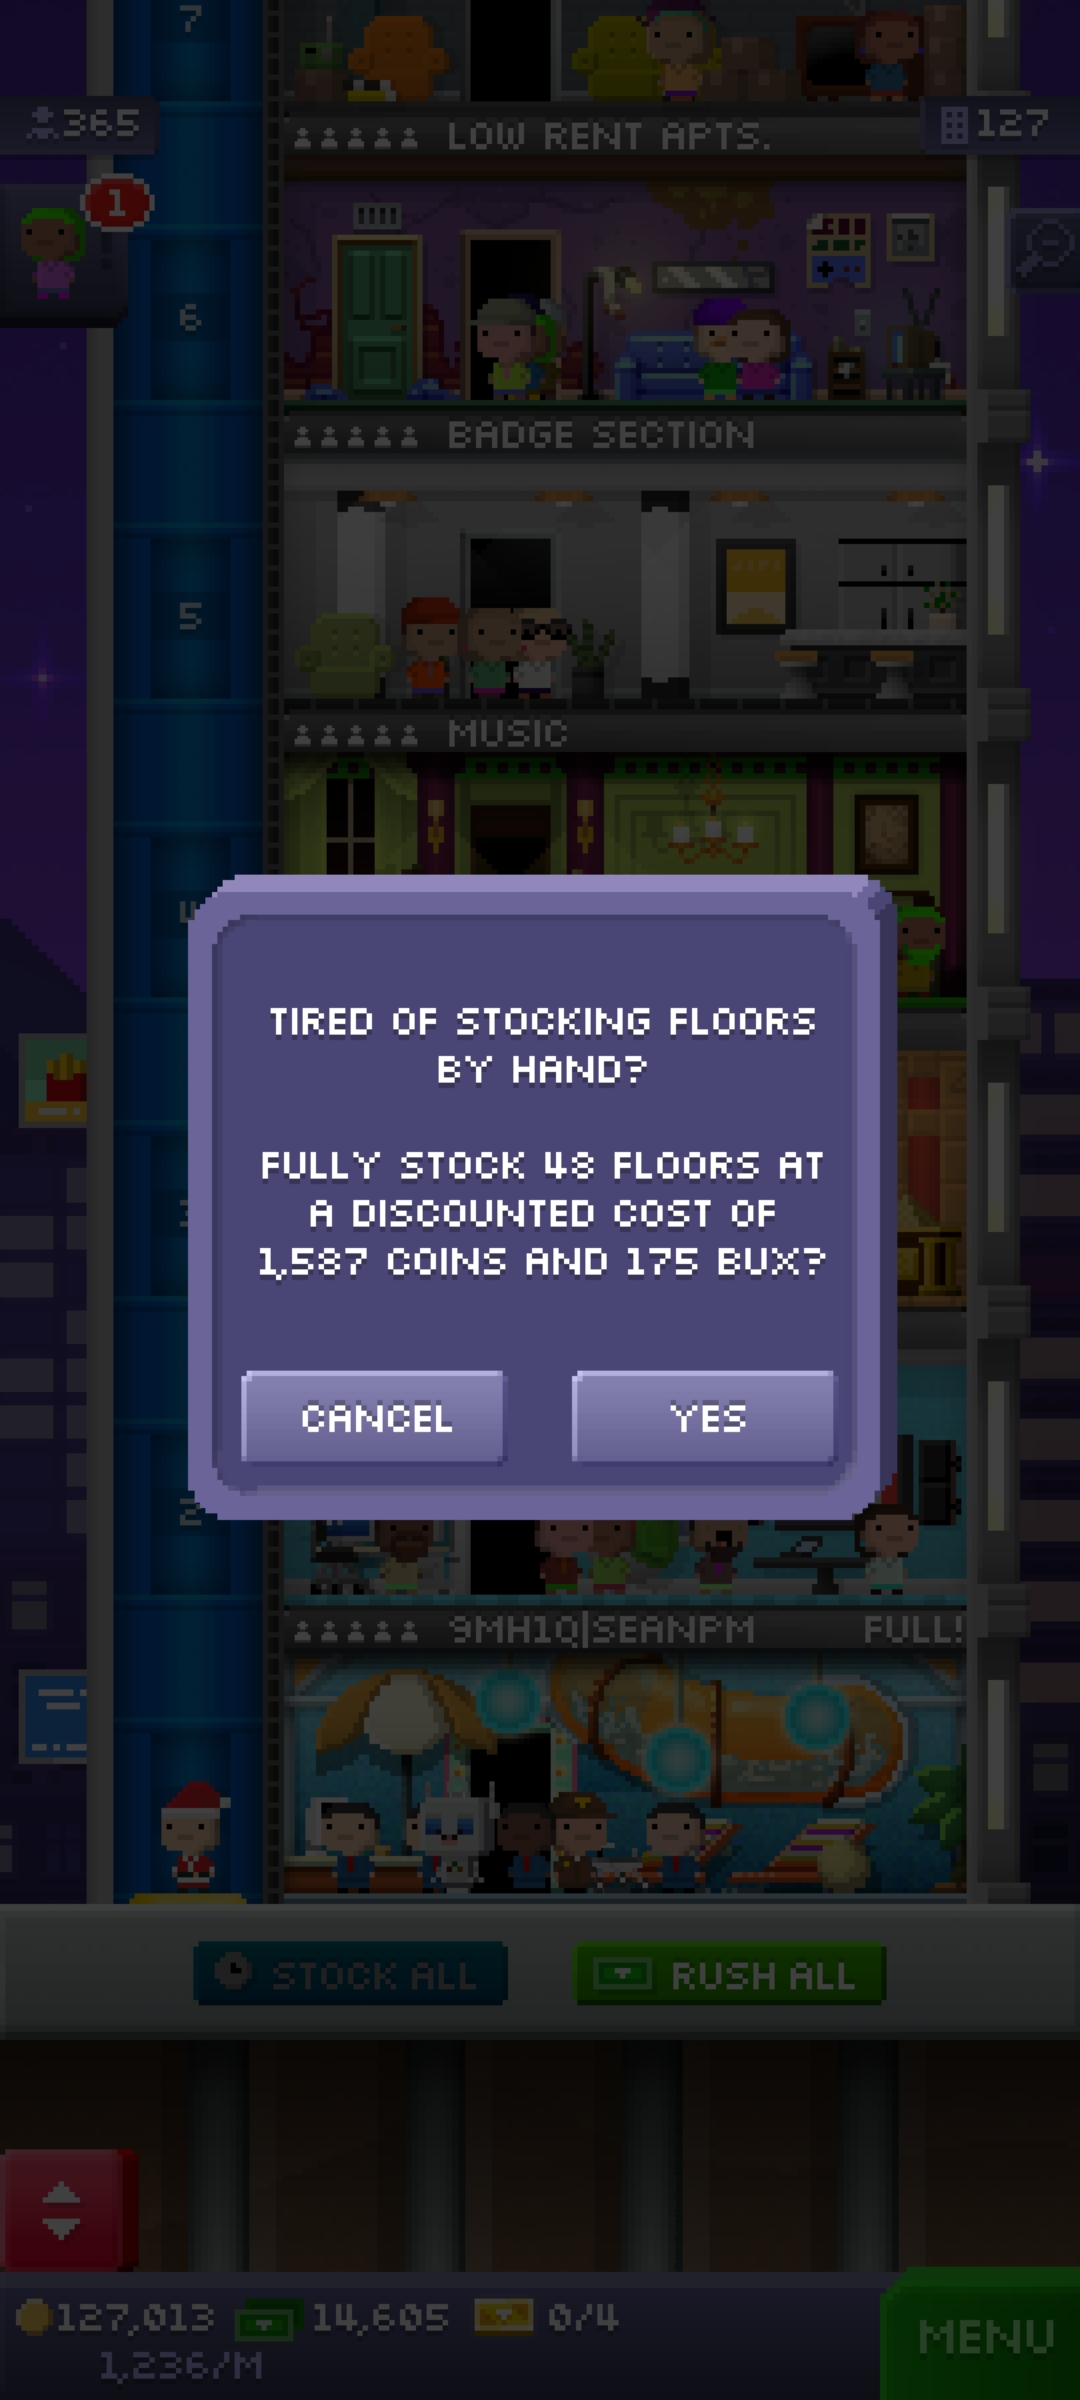 7
365
LOW RENT APTS.
127
1
6
BADGE SECTION
5
MUSIC
TIRED OF STOCKING FLOORS
BY HAND?
FULLY STOCK 48 FLOORS AT
A DISCOUNTED COST OF
1,587 COINS AND 175 BUX?
CANCEL
YES
2
9MH1Q|SEANPM
FULL!
STOCK ALL
RUSH ALL
127,013
14,605
0/4
MENU
1,236/M